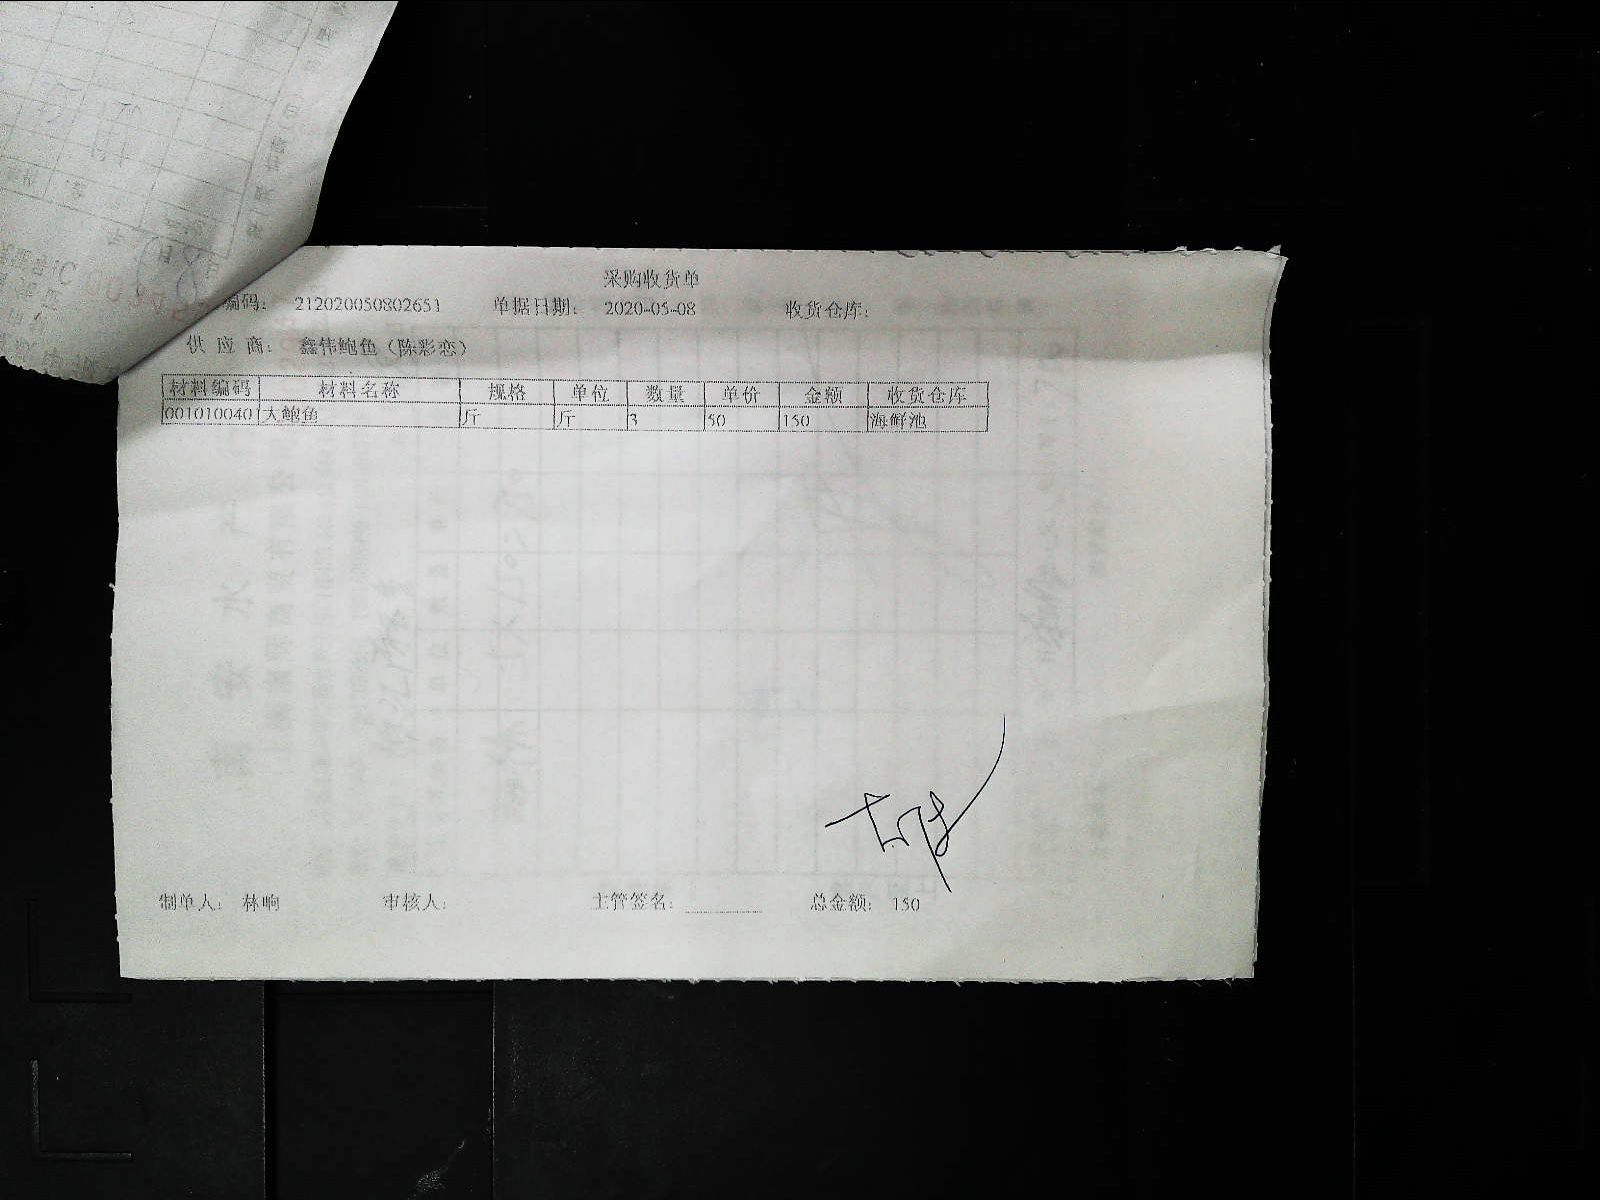 采购收货单
编码: 212020050802651 单据日期: 2020-05-08 收货仓库:
供 应 商: 鑫伟鲍鱼（陈彩恋）
材料编码 材料名称 规格 单位 数量 单价 金额 收货仓库
0010100401 大鲍鱼 斤 斤 3 50 150 海鲜池
制单人: 林响 审核人: 主管签名: 总金额: 150